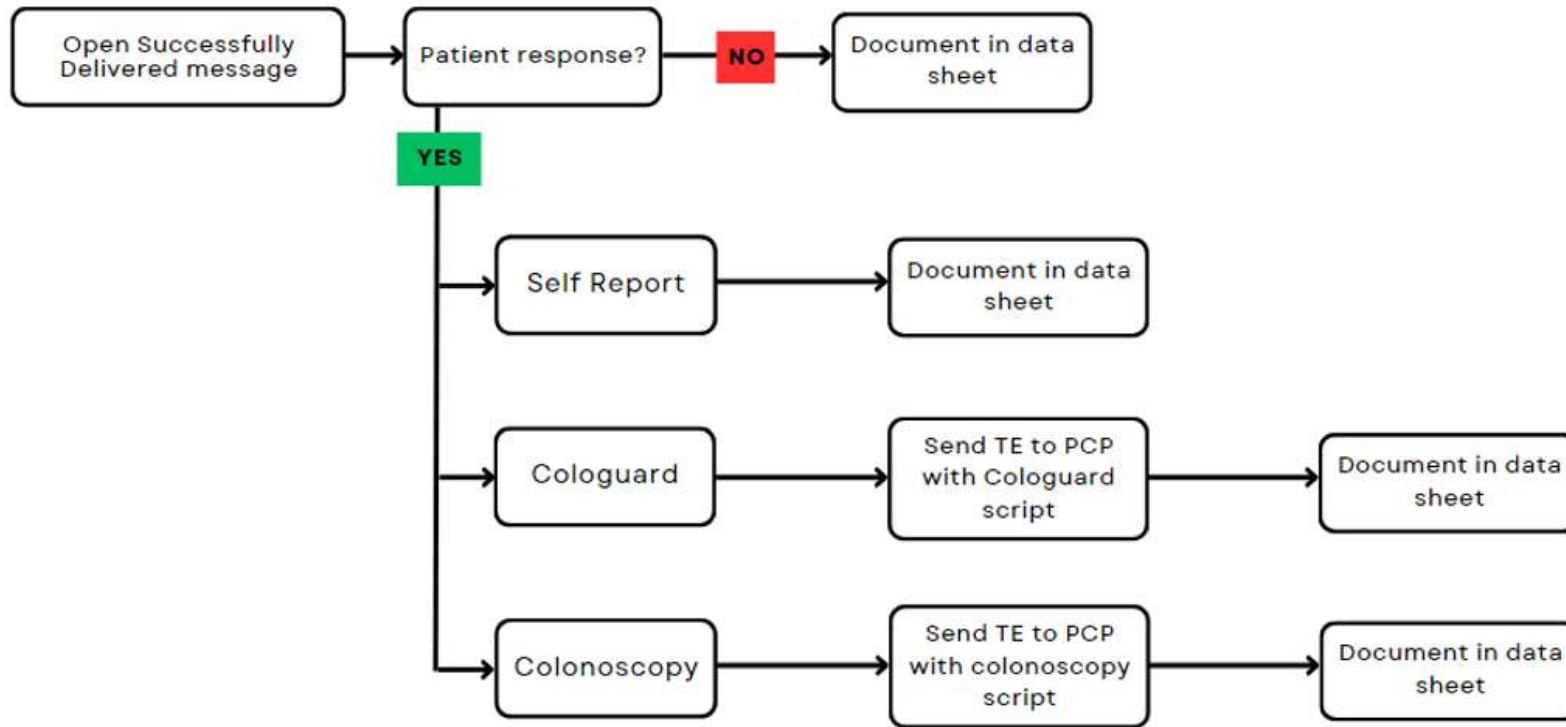 Open Successfully
Delivered message
Patient response?
NO
Document in data
sheet
YES
Self Report
Document in data
sheet
Cologuard
Send TE to PCP
with Cologuard
script
Document in data
sheet
Colonoscopy
Send TE to PCP
with colonoscopy
script
Document in data
sheet